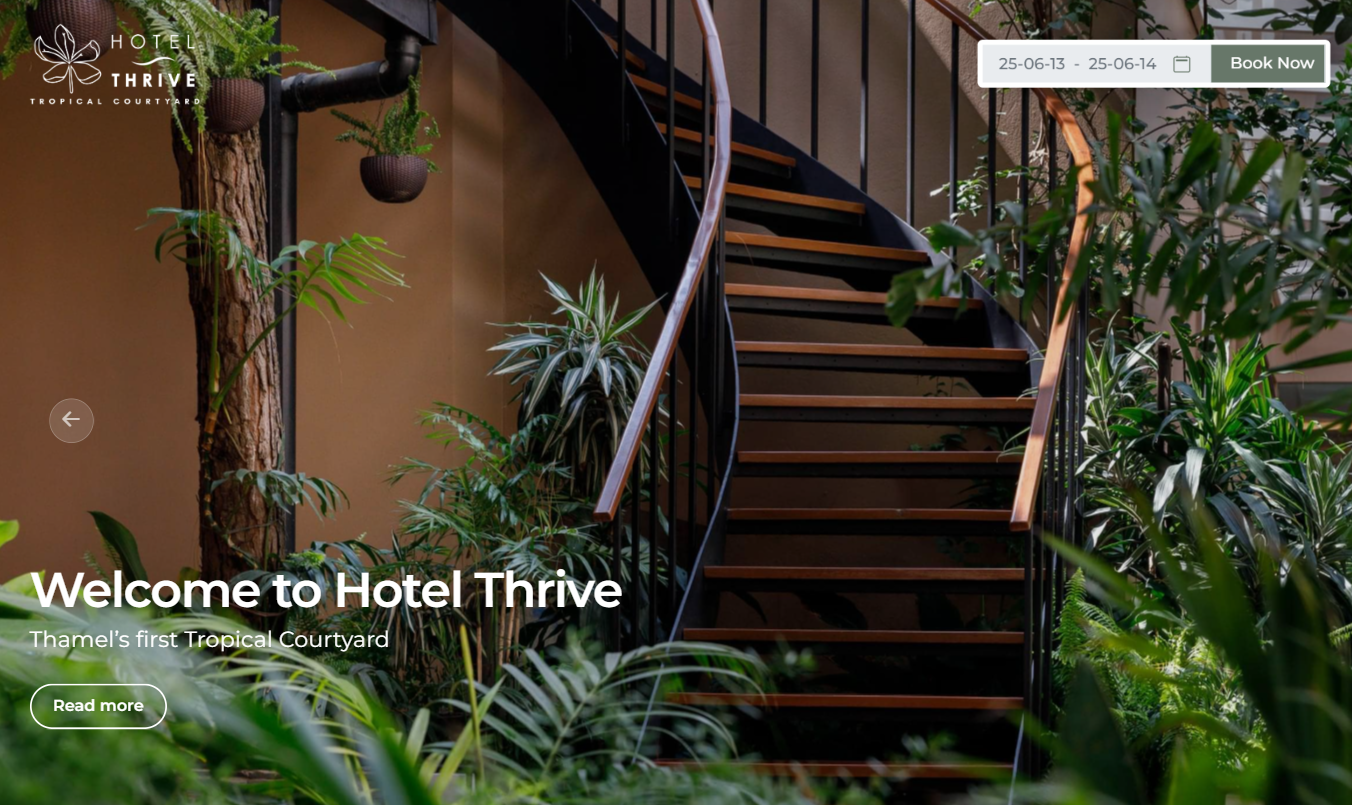 HOTEL
THRIVE
TROPICAL COURTYARD
25-06-13 - 25-06-14
Book Now
Welcome to Hotel Thrive
Thamel’s first Tropical Courtyard
Read more